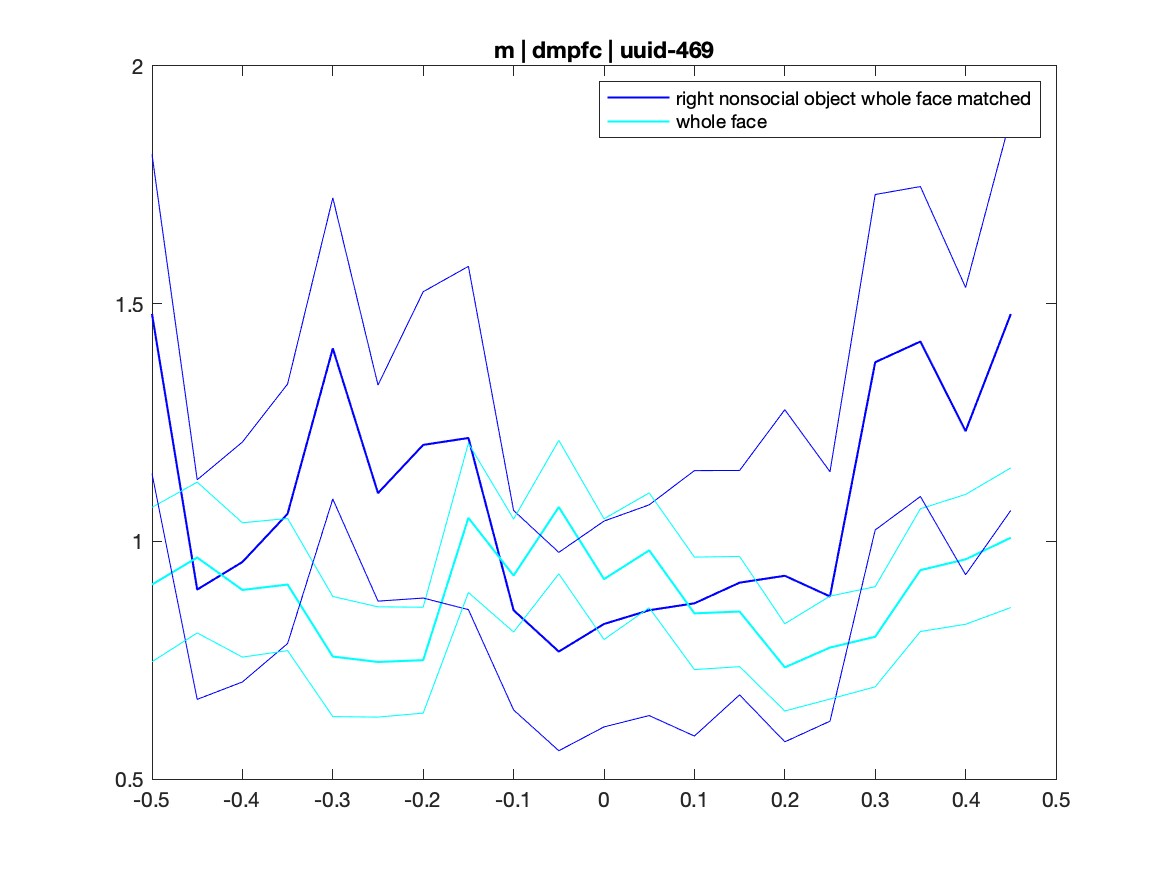 m | dmpfc | uuid-469
right nonsocial object whole face matched
whole face
2
1.5
1
0.5
-0.5 -0.4 -0.3 -0.2 -0.1 0 0.1 0.2 0.3 0.4 0.5